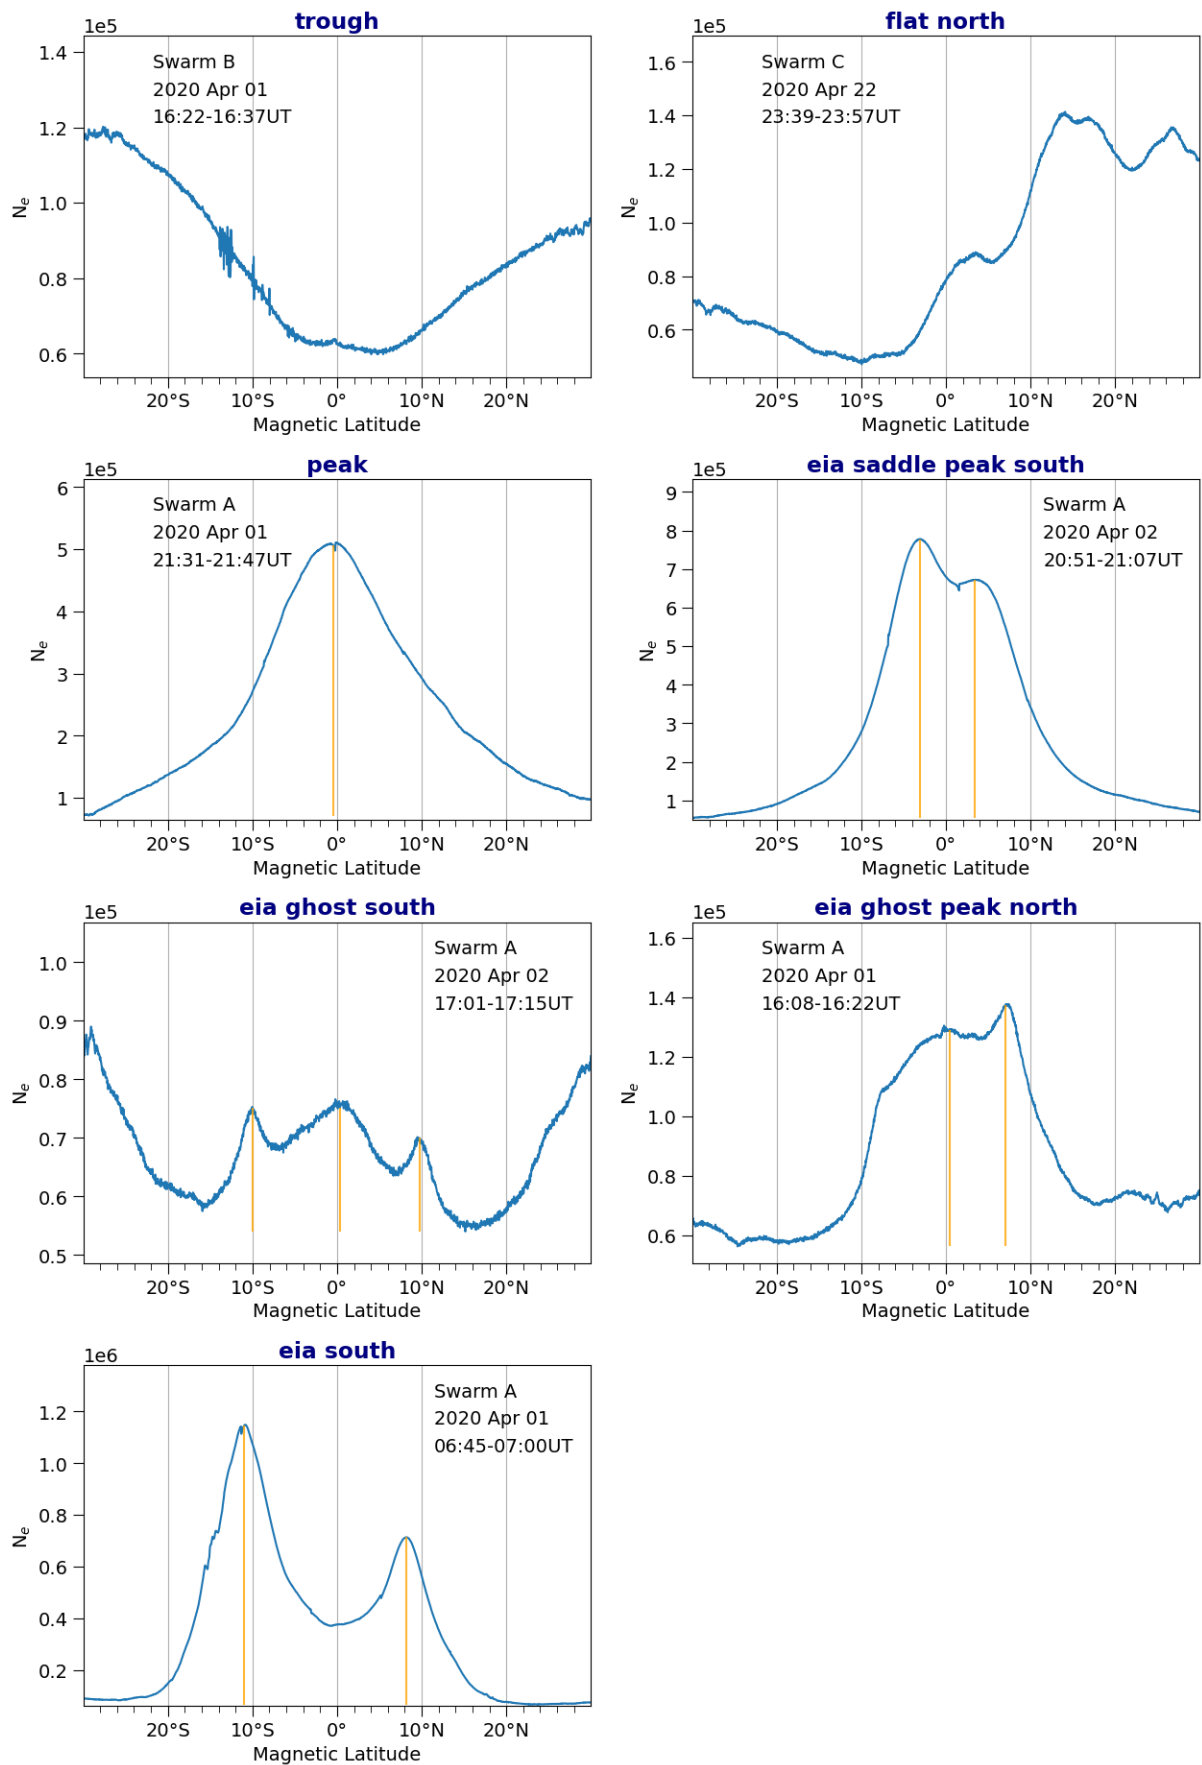 trough
1e5
Swarm B
2020 Apr 01
16:22-16:37UT
1.4
1.2
1.0
0.8
0.6
Ne
20°S 10°S 0° 10°N 20°N
Magnetic Latitude
flat north
1e5
Swarm C
2020 Apr 22
23:39-23:57UT
1.6
1.4
1.2
1.0
0.8
0.6
Ne
20°S 10°S 0° 10°N 20°N
Magnetic Latitude
peak
1e5
Swarm A
2020 Apr 01
21:31-21:47UT
6
5
4
3
2
1
Ne
20°S 10°S 0° 10°N 20°N
Magnetic Latitude
eia saddle peak south
1e5
Swarm A
2020 Apr 02
20:51-21:07UT
9
8
7
6
5
4
3
2
1
Ne
20°S 10°S 0° 10°N 20°N
Magnetic Latitude
eia ghost south
1e5
Swarm A
2020 Apr 02
17:01-17:15UT
1.0
0.9
0.8
0.7
0.6
0.5
Ne
20°S 10°S 0° 10°N 20°N
Magnetic Latitude
eia ghost peak north
1e5
Swarm A
2020 Apr 01
16:08-16:22UT
1.6
1.4
1.2
1.0
0.8
0.6
Ne
20°S 10°S 0° 10°N 20°N
Magnetic Latitude
eia south
1e6
Swarm A
2020 Apr 01
06:45-07:00UT
1.2
1.0
0.8
0.6
0.4
0.2
Ne
20°S 10°S 0° 10°N 20°N
Magnetic Latitude